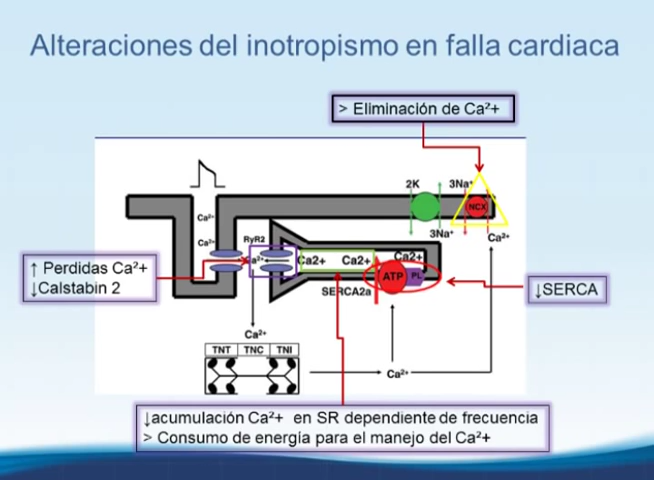 Alteraciones del inotropismo en falla cardiaca
> Eliminación de Ca²+
2K
3Na⁺
NCX
Ca²⁺
3Na⁺
Ca²⁺
Ca²⁺
RyR2
Ca2+
Ca2+
Ca2+
ATP
PL
SERCA2a
↑ Perdidas Ca²+
↓Calstabin 2
↓SERCA
Ca²⁺
TNT TNC TNI
Ca²⁺
↓acumulación Ca²+ en SR dependiente de frecuencia
> Consumo de energía para el manejo del Ca²+